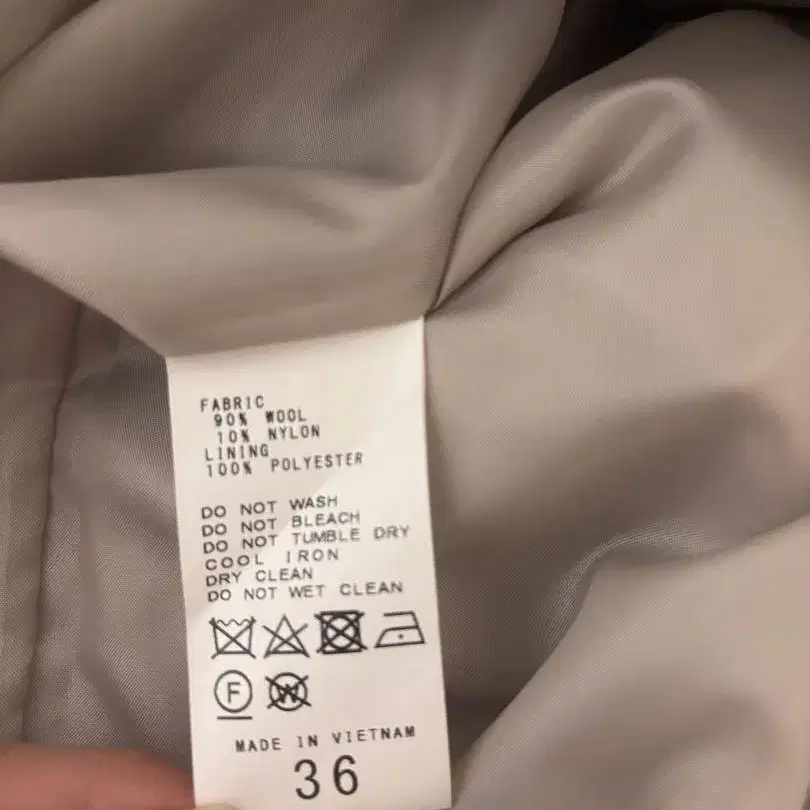 FABRIC
90% WOOL
10% NYLON
LINING
100% POLYESTER
DO NOT WASH
DO NOT BLEACH
DO NOT TUMBLE DRY
COOL IRON
DRY CLEAN
DO NOT WET CLEAN
F W
MADE IN VIETNAM
36